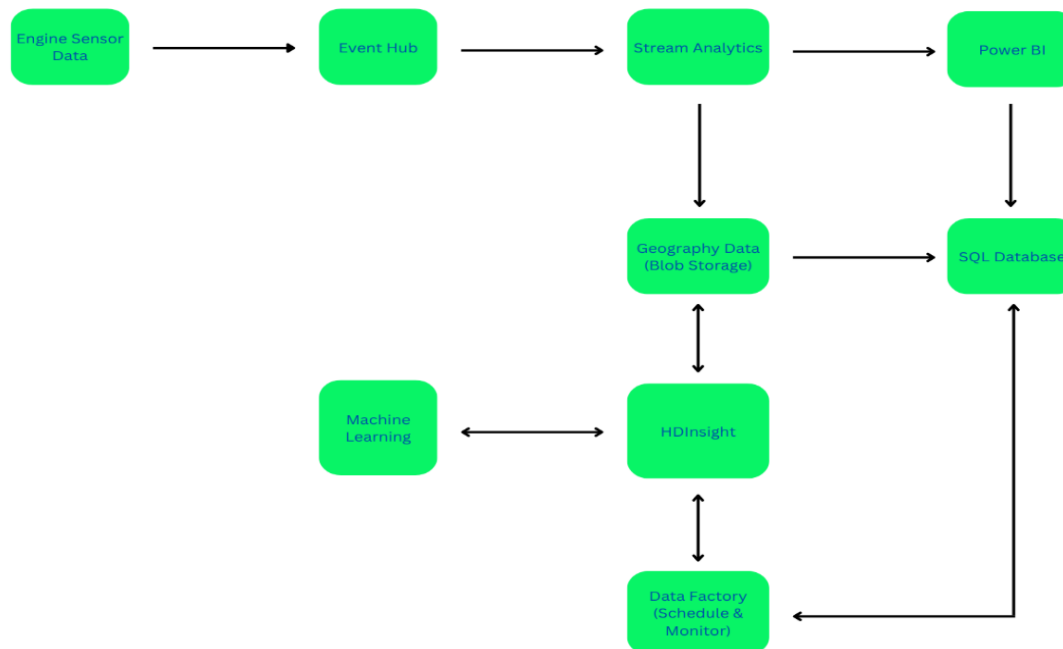 Engine Sensor
Data
Event Hub
Stream Analytics
Power BI
Geography Data
(Blob Storage)
SQL Database
Machine
Learning
HDInsight
Data Factory
(Schedule &
Monitor)